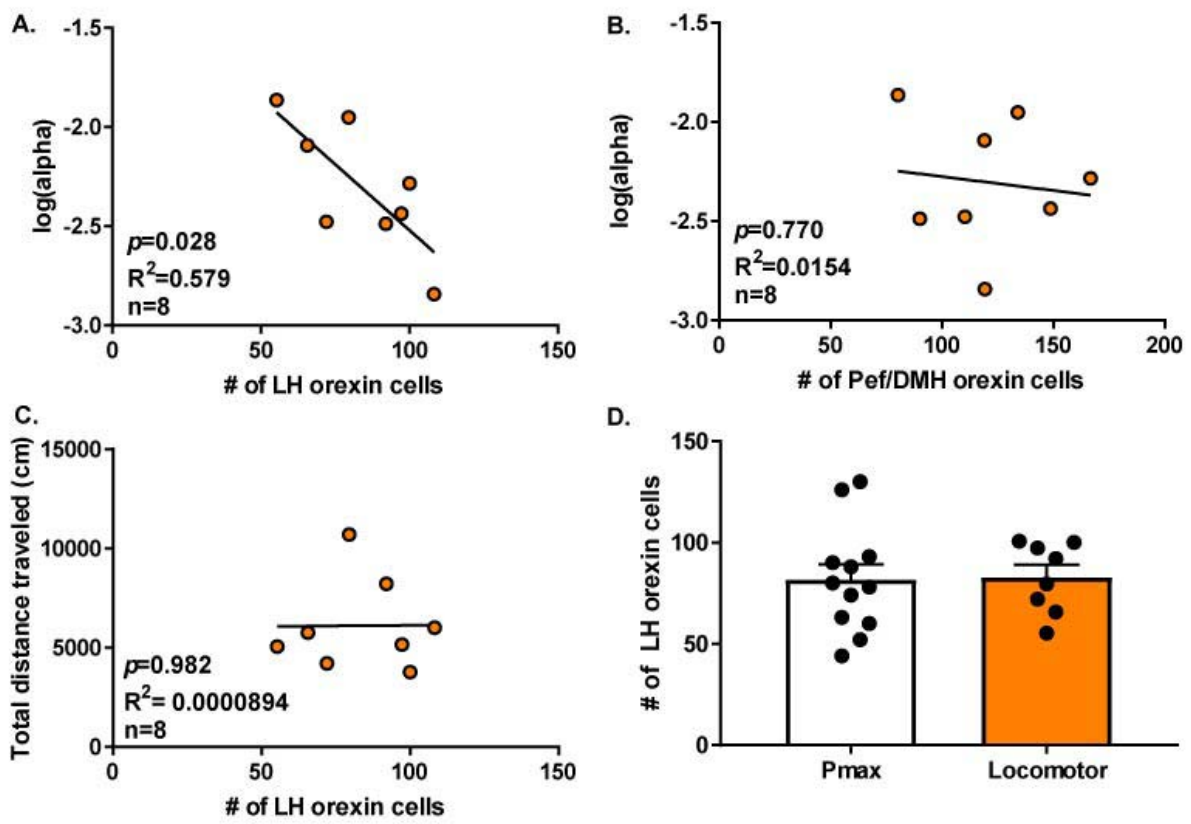 A.
log(alpha)
-1.5
-2.0
-2.5
-3.0
p=0.028
R²=0.579
n=8
0 50 100 150
# of LH orexin cells
B.
log(alpha)
-1.5
-2.0
-2.5
-3.0
p=0.770
R²=0.0154
n=8
0 50 100 150 200
# of Pef/DMH orexin cells
C.
Total distance traveled (cm)
15000
10000
5000
0
p=0.982
R²= 0.0000894
n=8
0 50 100 150
# of LH orexin cells
D.
# of LH orexin cells
150
100
50
0
Pmax Locomotor